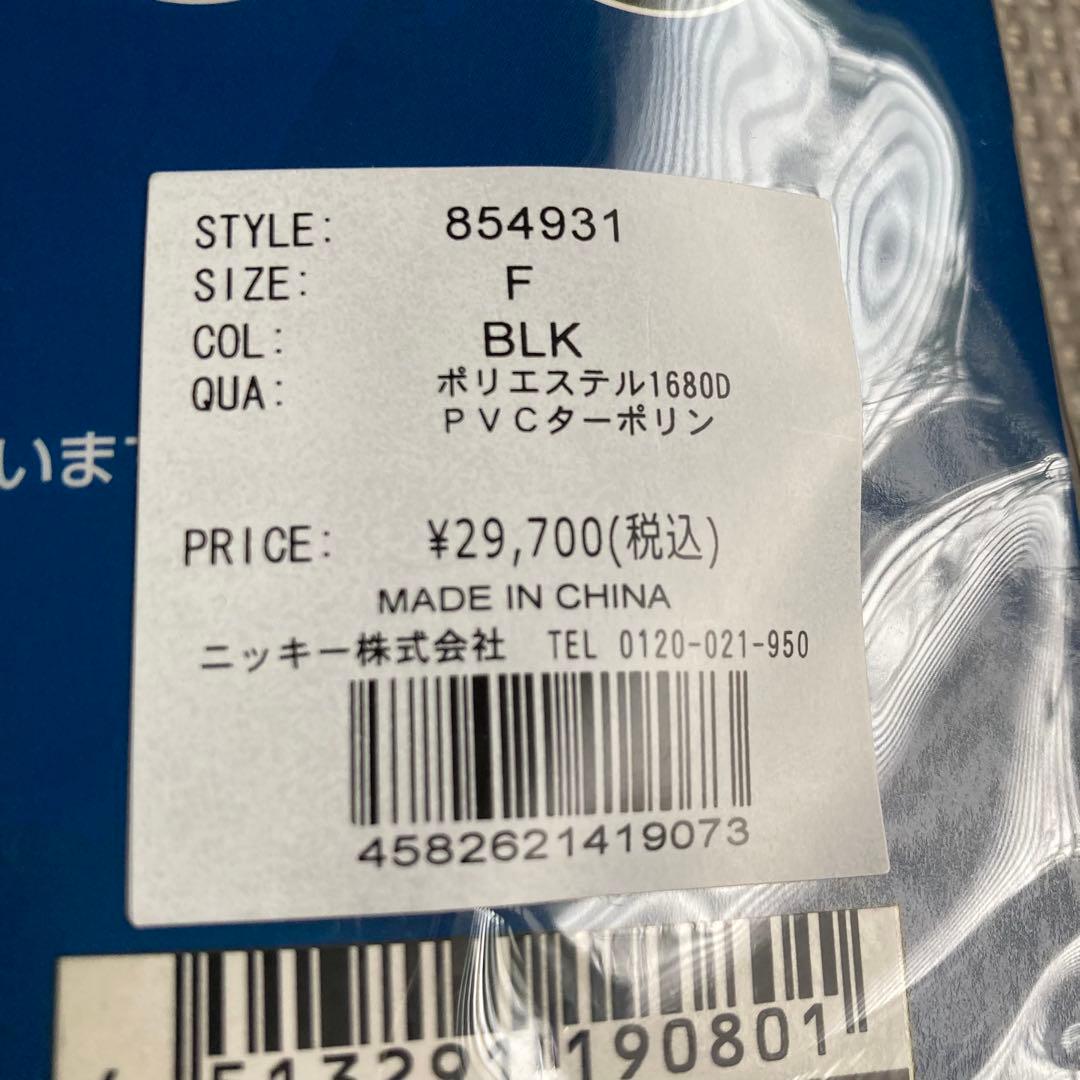 STYLE: 854931
SIZE: F
COL: BLK
QUA: ポリエステル1680D
PVCターポリン
います
PRICE: ¥29,700(税込)
MADE IN CHINA
ニッキー株式会社 TEL 0120-021-950
4582621419073
190801